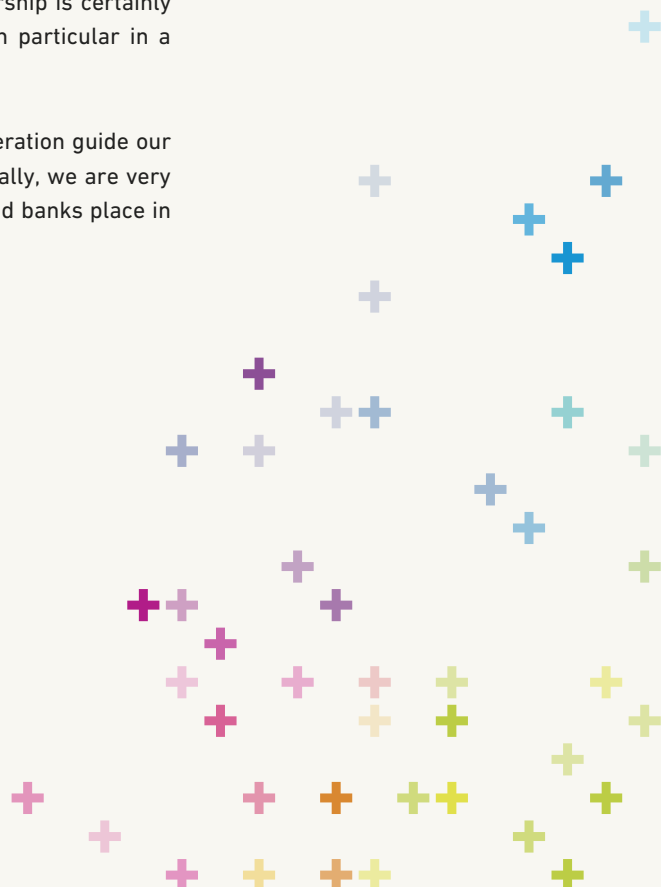 rship is certainly
n particular in a
eration guide our
ally, we are very
d banks place in